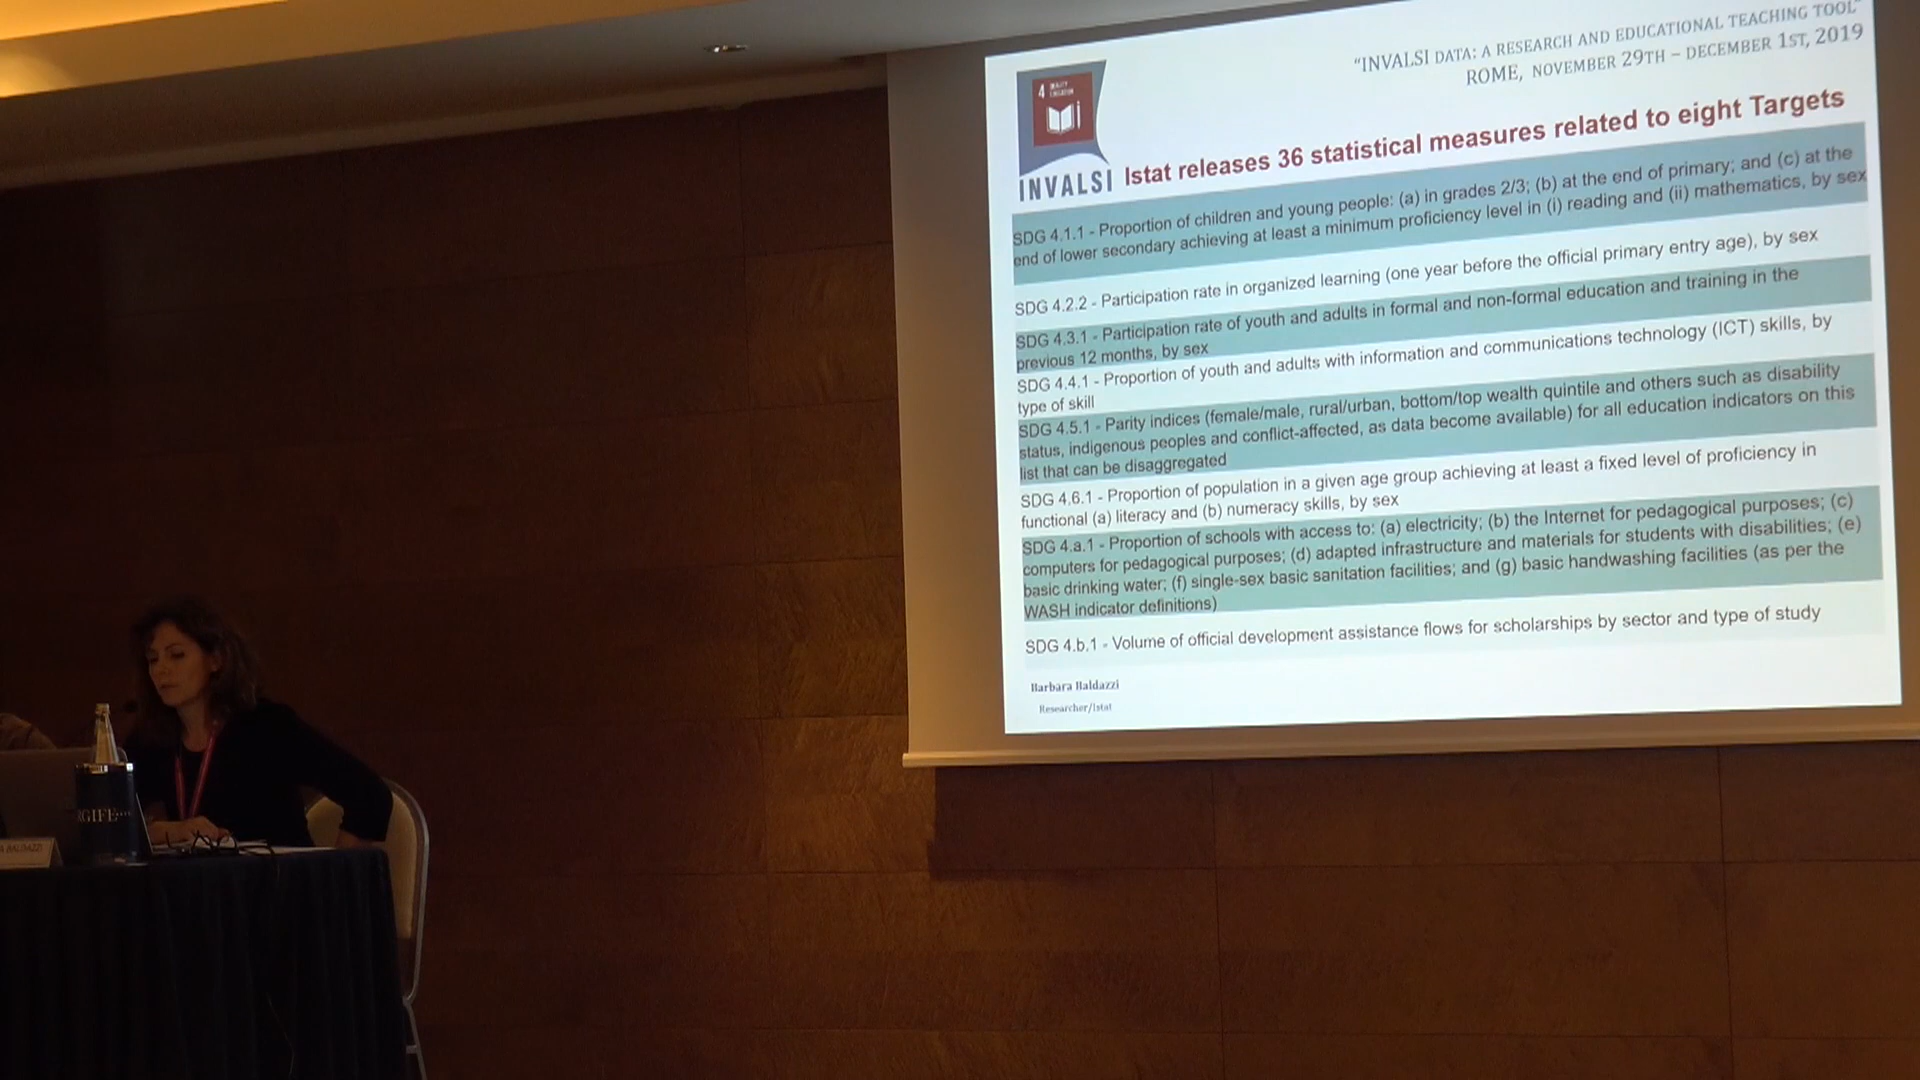 "INVALSI DATA: A RESEARCH AND EDUCATIONAL TEACHING TOOL"
ROME, NOVEMBER 29TH – DECEMBER 1ST, 2019
4 QUALITY EDUCATION
INVALSI
Istat releases 36 statistical measures related to eight Targets
SDG 4.1.1 - Proportion of children and young people: (a) in grades 2/3; (b) at the end of primary; and (c) at the
end of lower secondary achieving at least a minimum proficiency level in (i) reading and (ii) mathematics, by sex
SDG 4.2.2 - Participation rate in organized learning (one year before the official primary entry age), by sex
SDG 4.3.1 - Participation rate of youth and adults in formal and non-formal education and training in the
previous 12 months, by sex
SDG 4.4.1 - Proportion of youth and adults with information and communications technology (ICT) skills, by
type of skill
SDG 4.5.1 - Parity indices (female/male, rural/urban, bottom/top wealth quintile and others such as disability
status, indigenous peoples and conflict-affected, as data become available) for all education indicators on this
list that can be disaggregated
SDG 4.6.1 - Proportion of population in a given age group achieving at least a fixed level of proficiency in
functional (a) literacy and (b) numeracy skills, by sex
SDG 4.a.1 - Proportion of schools with access to: (a) electricity; (b) the Internet for pedagogical purposes; (c)
computers for pedagogical purposes; (d) adapted infrastructure and materials for students with disabilities; (e)
basic drinking water; (f) single-sex basic sanitation facilities; and (g) basic handwashing facilities (as per the
WASH indicator definitions)
SDG 4.b.1 - Volume of official development assistance flows for scholarships by sector and type of study
Barbara Baldazzi
Researcher/Istat
RGIFE
A BALDAZZI